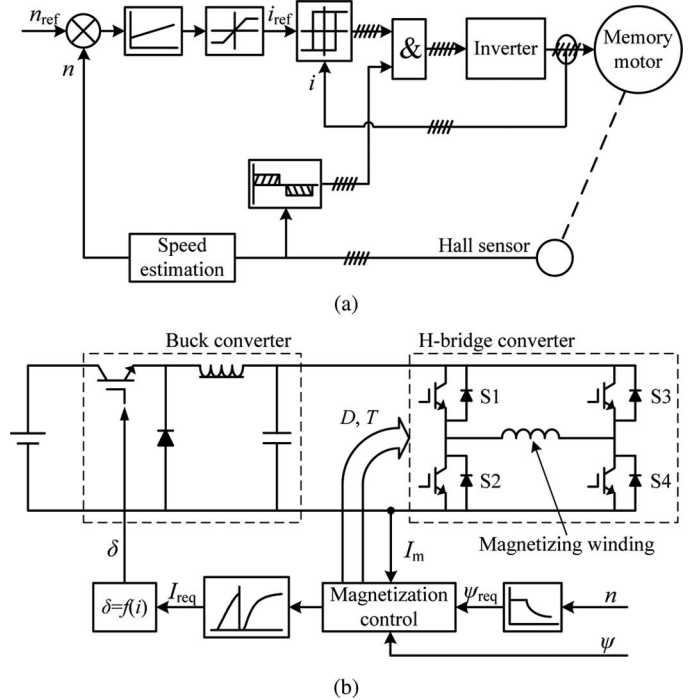 n_ref
i_ref
n
i
&
Inverter
Memory
motor
Speed
estimation
Hall sensor
(a)
Buck converter
H-bridge converter
S1
S3
D, T
S2
S4
Magnetizing winding
δ
I_m
δ=f(i)
I_req
Magnetization
control
ψ_req
n
ψ
(b)